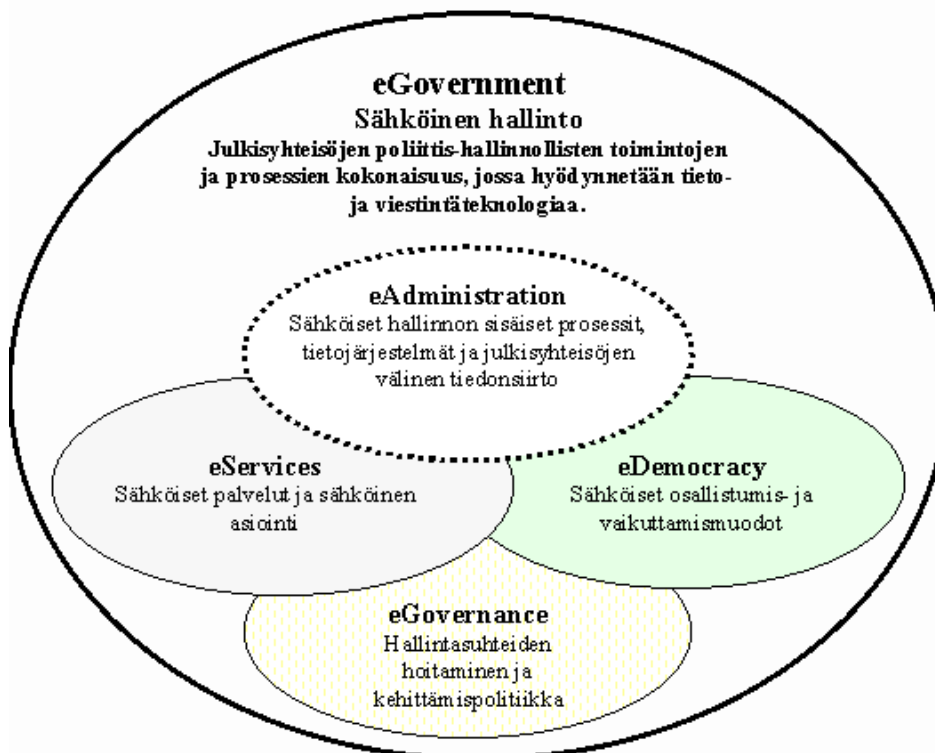 eGovernment
Sähköinen hallinto
Julkisyhteisöjen poliittis-hallinnollisten toimintojen
ja prosessien kokonaisuus, jossa hyödynnetään tieto-
ja viestintäteknologiaa.
eAdministration
Sähköiset hallinnon sisäiset prosessit,
tietojärjestelmät ja julkisyhteisöjen
välinen tiedonsiirto
eServices
Sähköiset palvelut ja sähköinen
asiointi
eDemocracy
Sähköiset osallistumis- ja
vaikuttamismuodot
eGovernance
Hallintasuhteiden
hoitaminen ja
kehittämispolitiikka